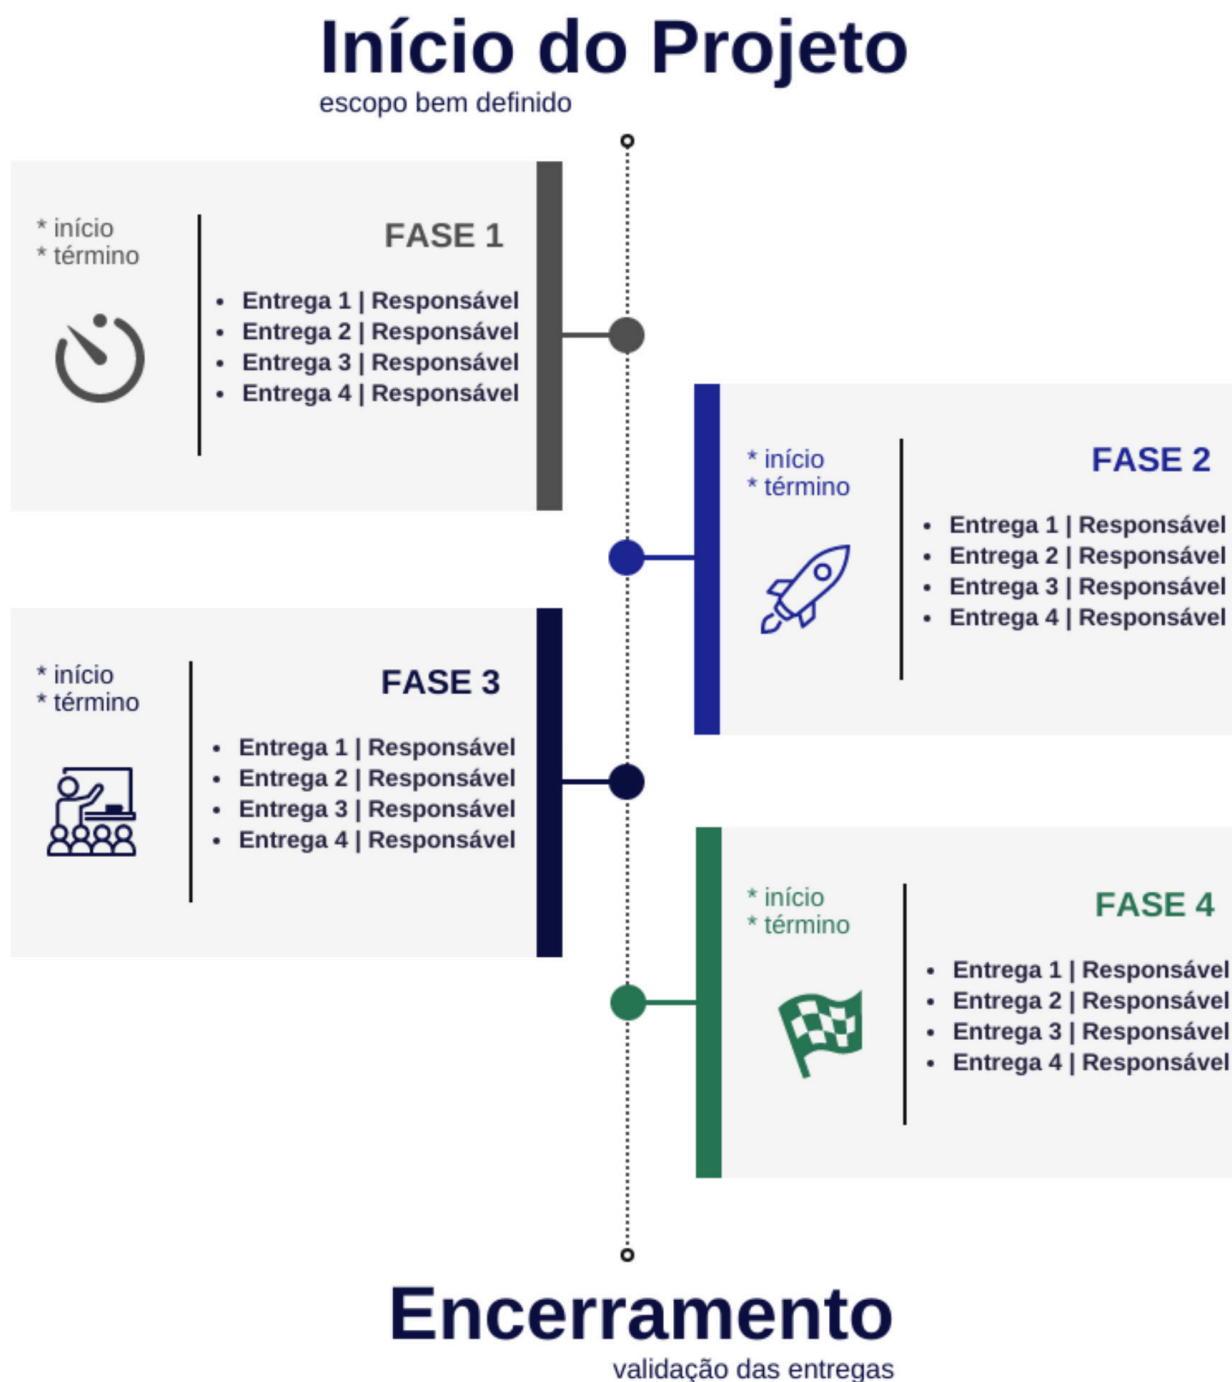 Início do Projeto
escopo bem definido
* início
* término
FASE 1
• Entrega 1 | Responsável
• Entrega 2 | Responsável
• Entrega 3 | Responsável
• Entrega 4 | Responsável
* início
* término
FASE 2
• Entrega 1 | Responsável
• Entrega 2 | Responsável
• Entrega 3 | Responsável
• Entrega 4 | Responsável
* início
* término
FASE 3
• Entrega 1 | Responsável
• Entrega 2 | Responsável
• Entrega 3 | Responsável
• Entrega 4 | Responsável
* início
* término
FASE 4
• Entrega 1 | Responsável
• Entrega 2 | Responsável
• Entrega 3 | Responsável
• Entrega 4 | Responsável
Encerramento
validação das entregas